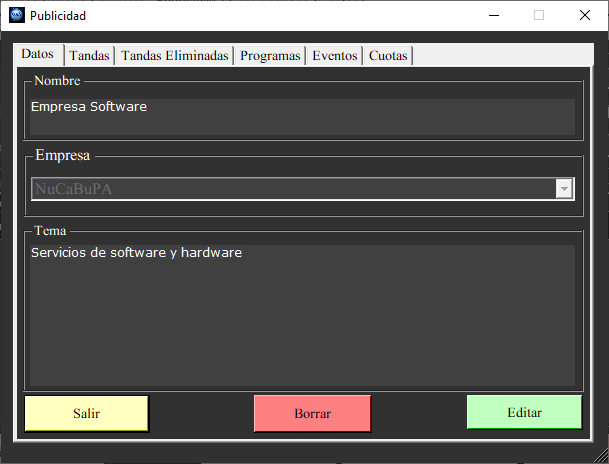 Publicidad
Datos Tandas Tandas Eliminadas Programas Eventos Cuotas
Nombre
Empresa Software
Empresa
NuCaBuPA
Tema
Servicios de software y hardware
Salir Borrar Editar